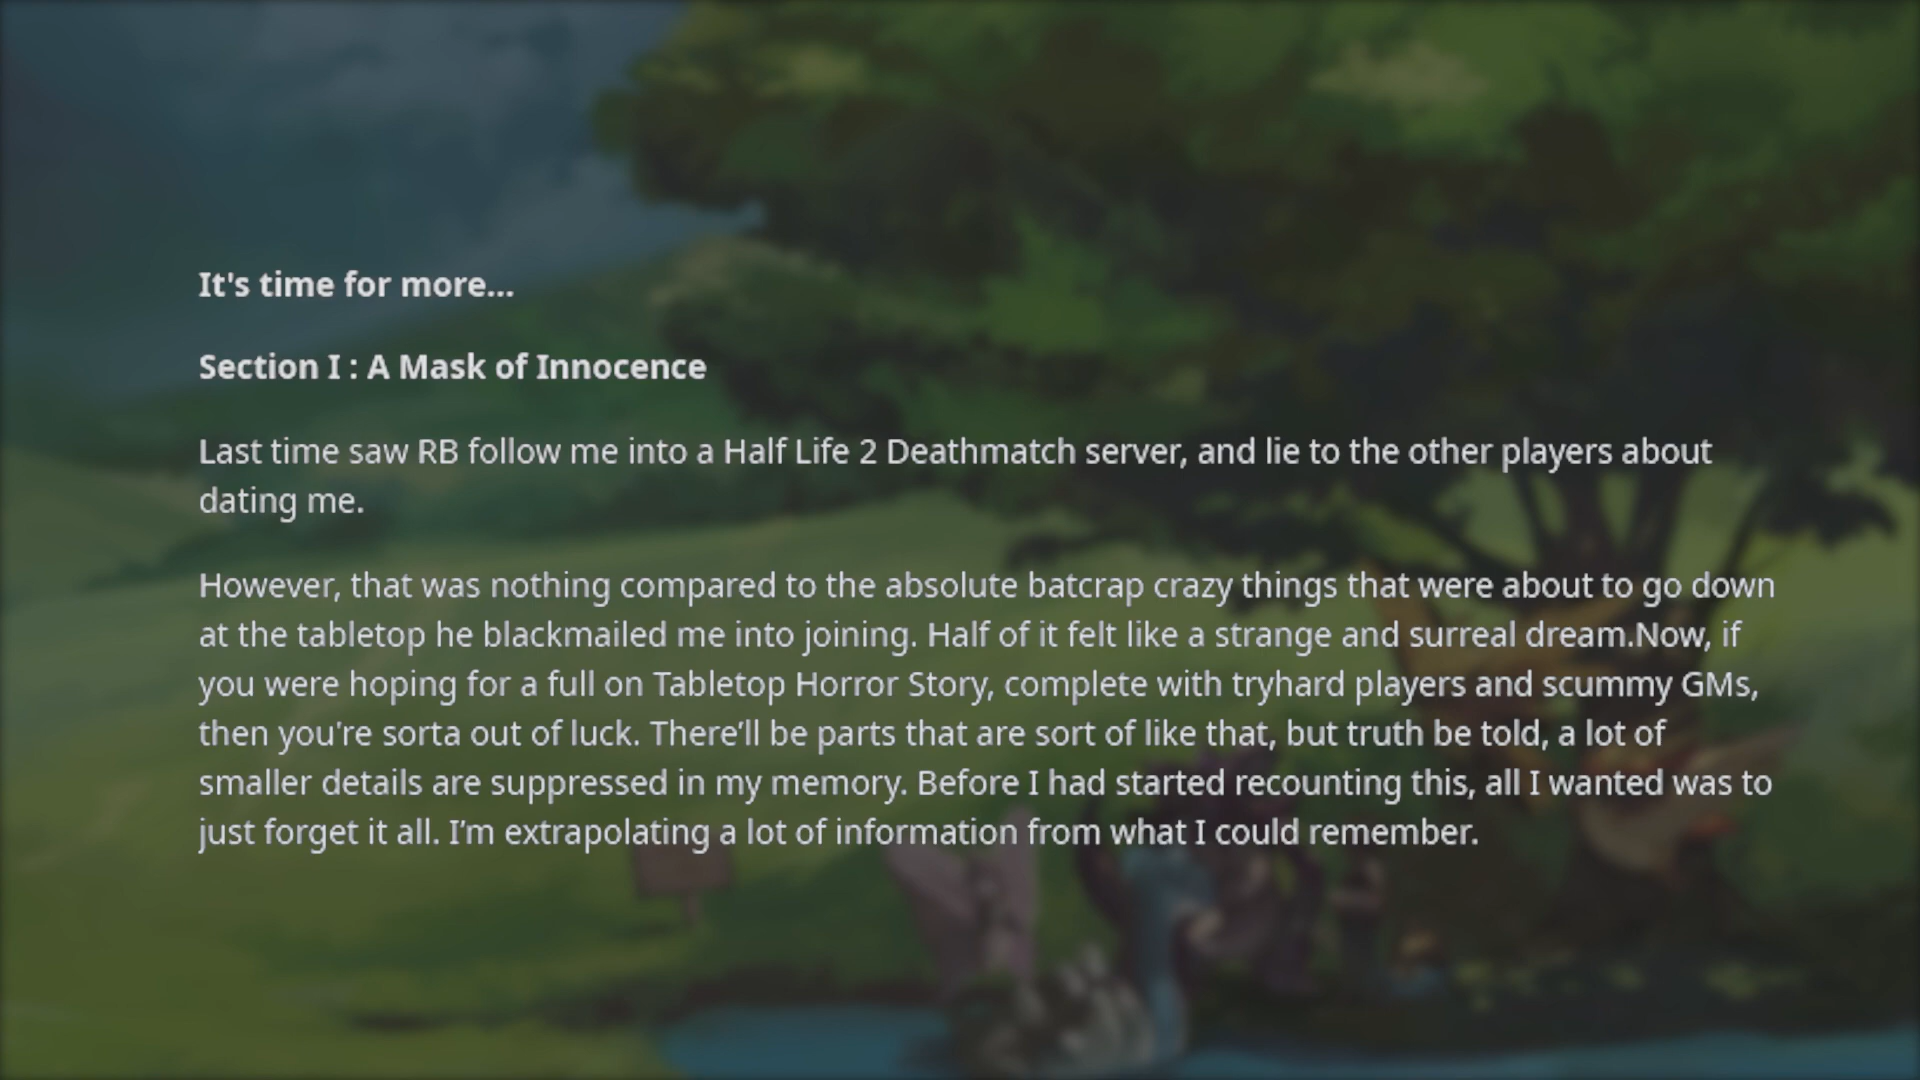 It's time for more...
Section I : A Mask of Innocence
Last time saw RB follow me into a Half Life 2 Deathmatch server, and lie to the other players about
dating me.
However, that was nothing compared to the absolute batcrap crazy things that were about to go down
at the tabletop he blackmailed me into joining. Half of it felt like a strange and surreal dream.Now, if
you were hoping for a full on Tabletop Horror Story, complete with tryhard players and scummy GMs,
then you're sorta out of luck. There’ll be parts that are sort of like that, but truth be told, a lot of
smaller details are suppressed in my memory. Before I had started recounting this, all I wanted was to
just forget it all. I’m extrapolating a lot of information from what I could remember.